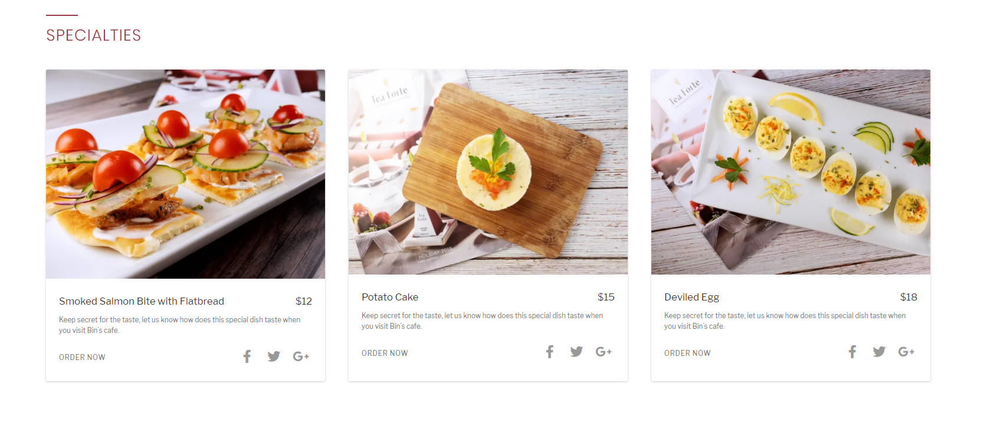 SPECIALTIES
Tea Forté
Tea
Forté
HOLIDAY 2019
Tea Forté
Smoked Salmon Bite with Flatbread $12
Keep secret for the taste, let us know how does this special dish taste when
you visit Bin's cafe.
ORDER NOW
G+
Potato Cake $15
Keep secret for the taste, let us know how does this special dish taste when
you visit Bin's cafe.
ORDER NOW
G+
Deviled Egg $18
Keep secret for the taste, let us know how does this special dish taste when
you visit Bin's cafe.
ORDER NOW
G+